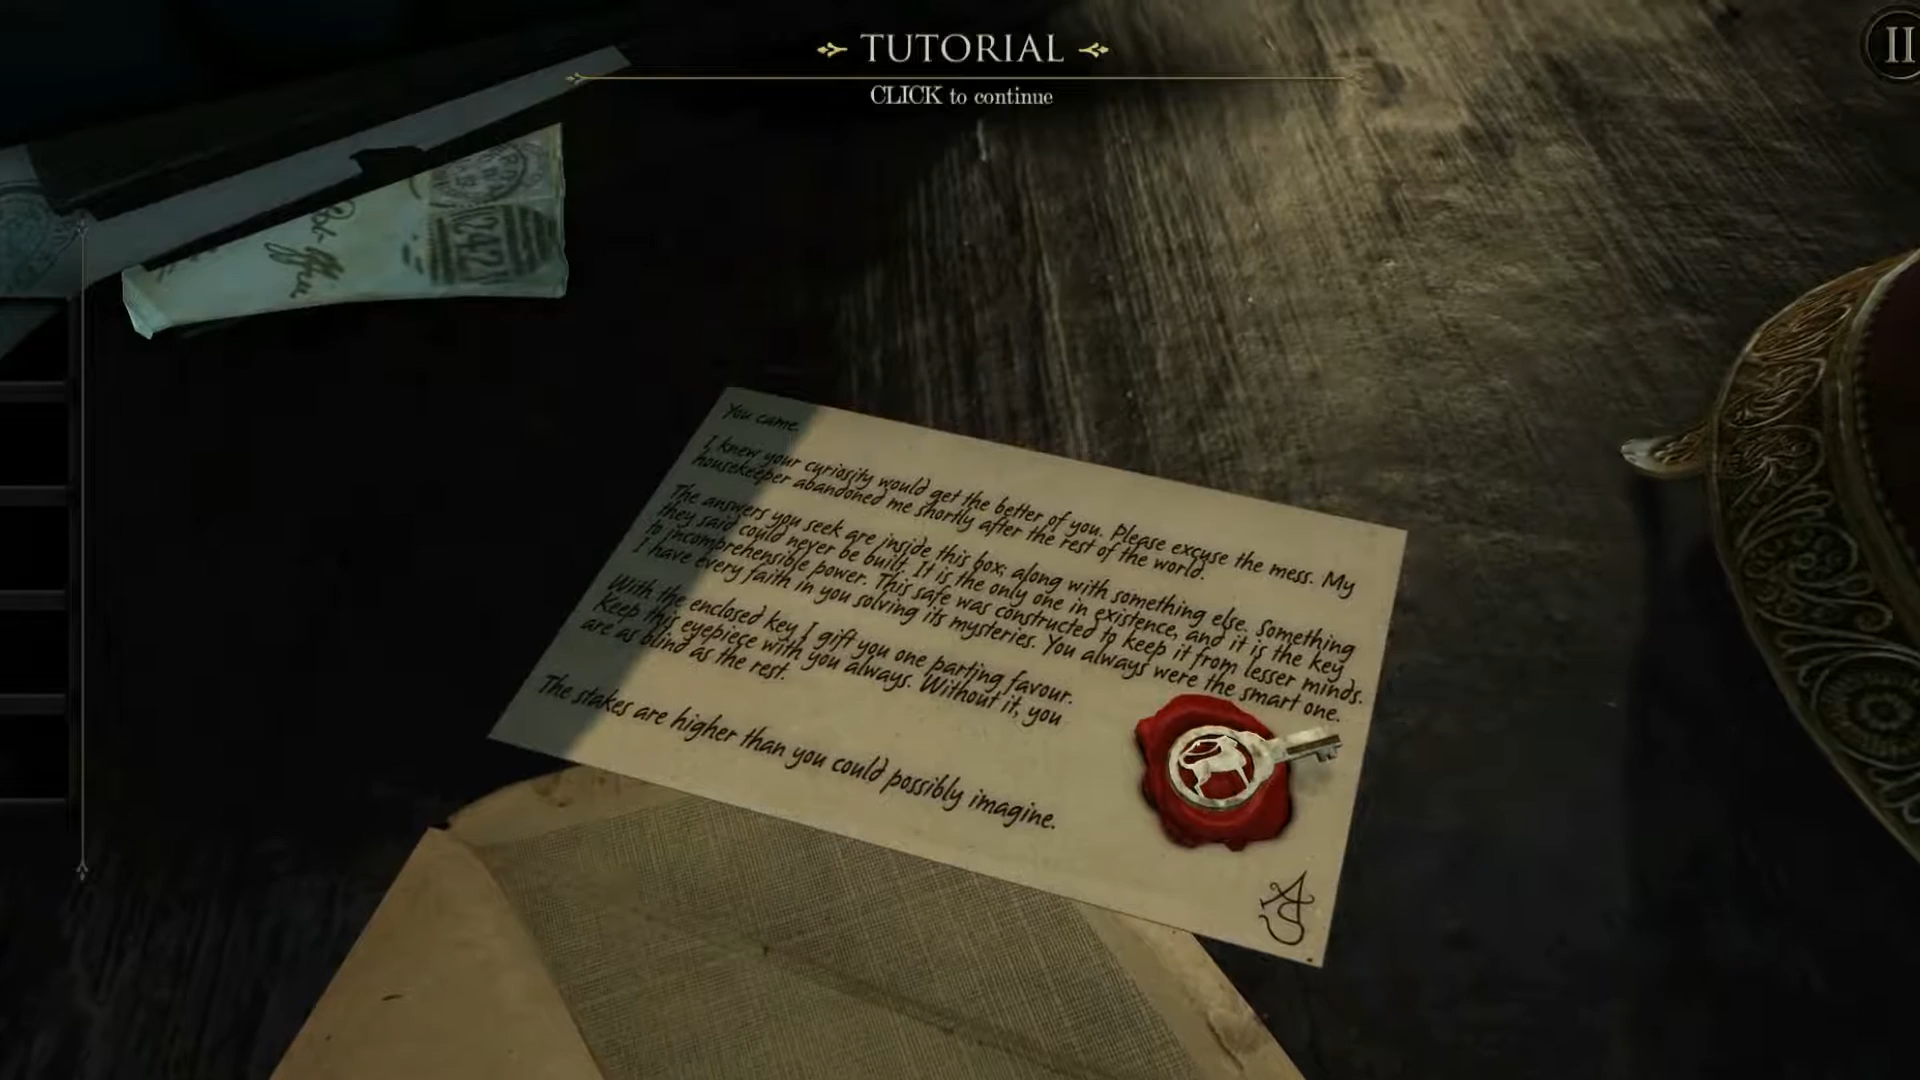 TUTORIAL
CLICK to continue
1242
You came.
I knew your curiosity would get the better of you. Please excuse the mess. My
housekeeper abandoned me shortly after the rest of the world.
The answers you seek are inside this box; along with something else. Something
they said could never be built. It is the only one in existence, and it is the key
to incomprehensible power. This safe was constructed to keep it from lesser minds.
I have every faith in you solving its mysteries. You always were the smart one.
With the enclosed key I gift you one parting favour.
Keep this eyepiece with you always. Without it, you
are as blind as the rest.
The stakes are higher than you could possibly imagine.